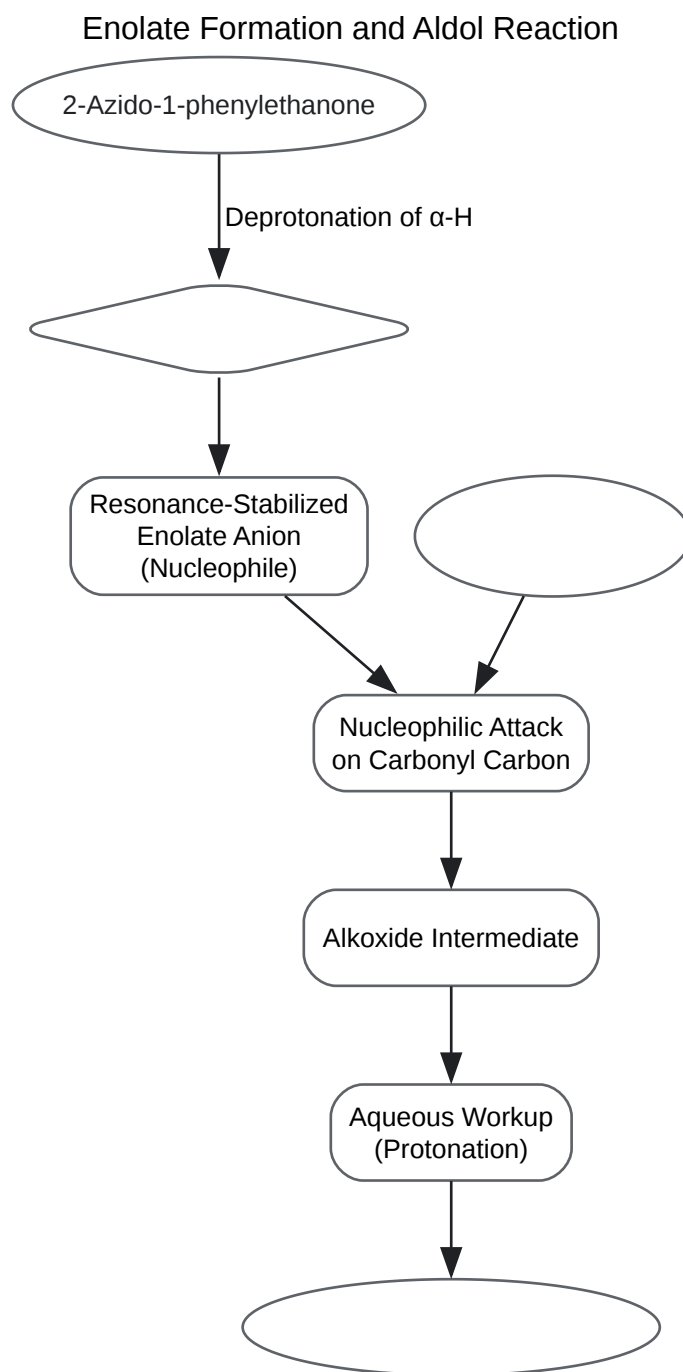 Enolate Formation and Aldol Reaction
2-Azido-1-phenylethanone
Deprotonation of α-H
Resonance-Stabilized
Enolate Anion
(Nucleophile)
Nucleophilic Attack
on Carbonyl Carbon
Alkoxide Intermediate
Aqueous Workup
(Protonation)